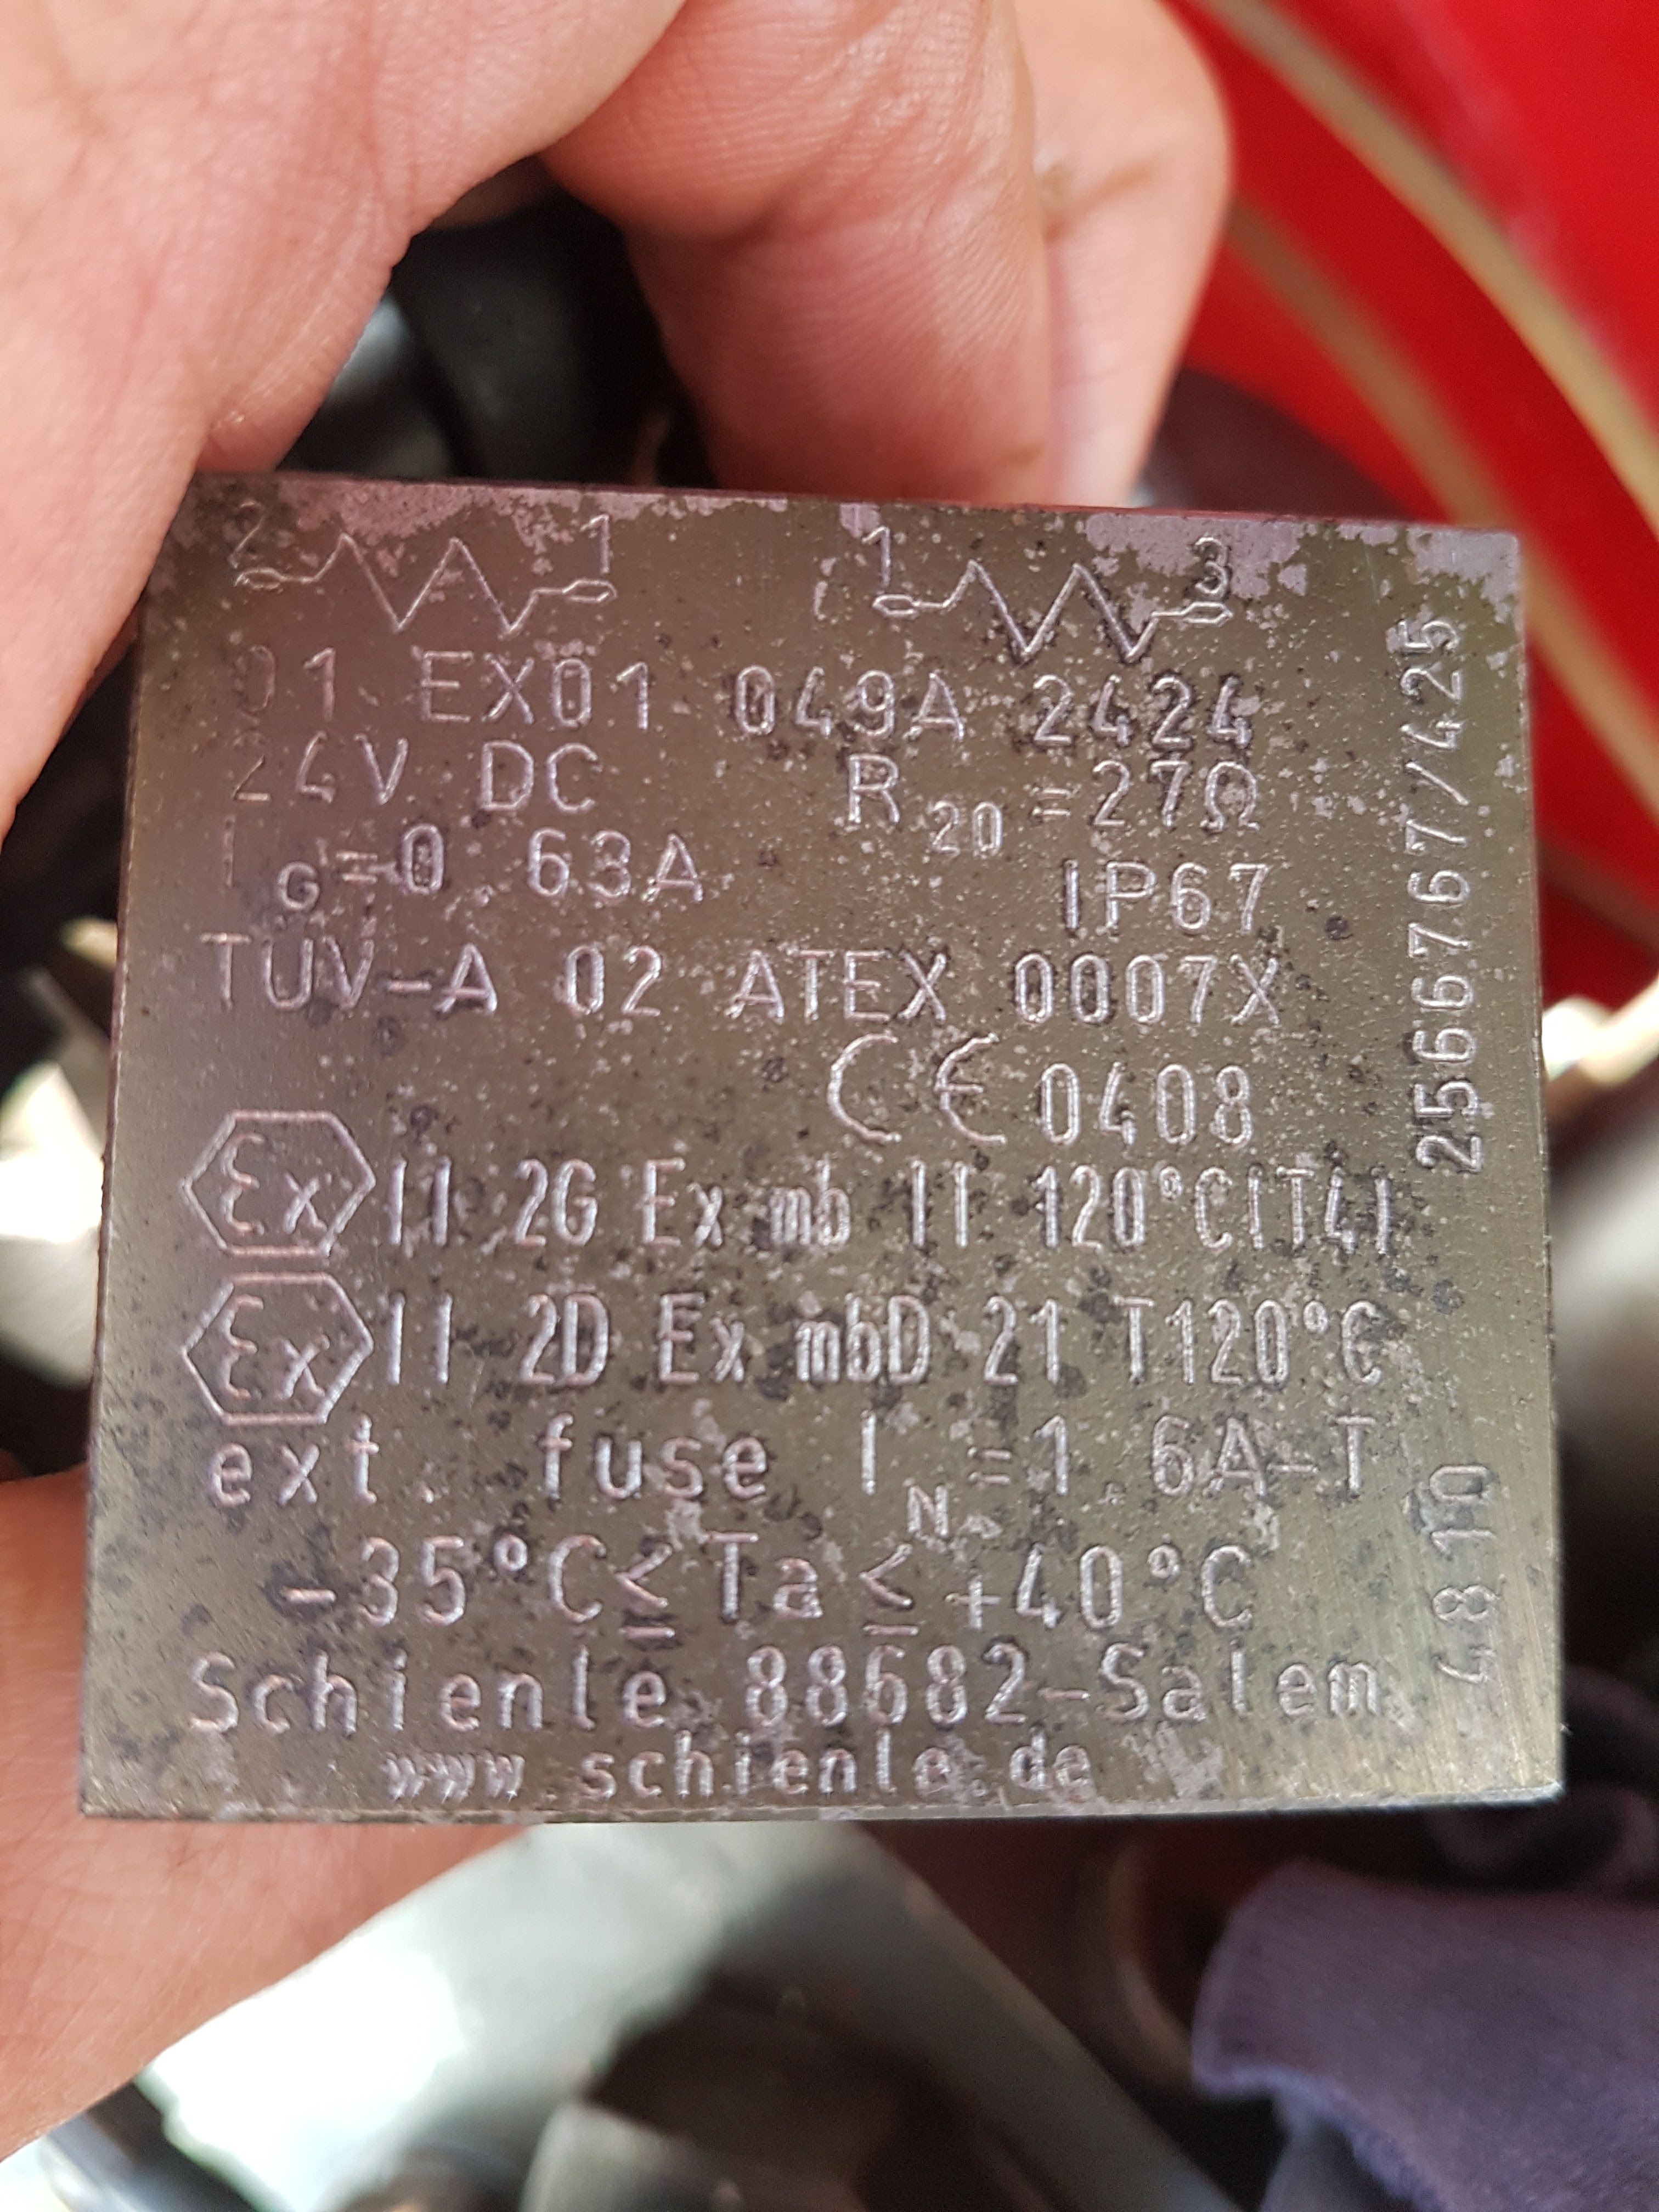 2 1 1 3
01 EX01 049A 2424
24V DC R20=27Ω
IG=0.63A IP67
TUV-A 02 ATEX 0007X
CE 0408
Ex II 2G Ex mb II 120°C(T4)
Ex II 2D Ex mbD 21 T120°C
ext. fuse IN=1.6A-T
-35°C≤Ta≤+40°C
Schienle 88682-Salem
www.schienle.de
2566767/425
4810